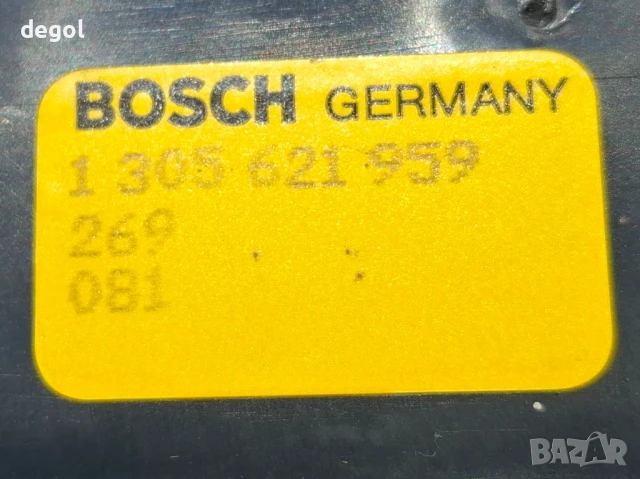 degol
BOSCH GERMANY
1 305 621 959
269
081
BAZAR